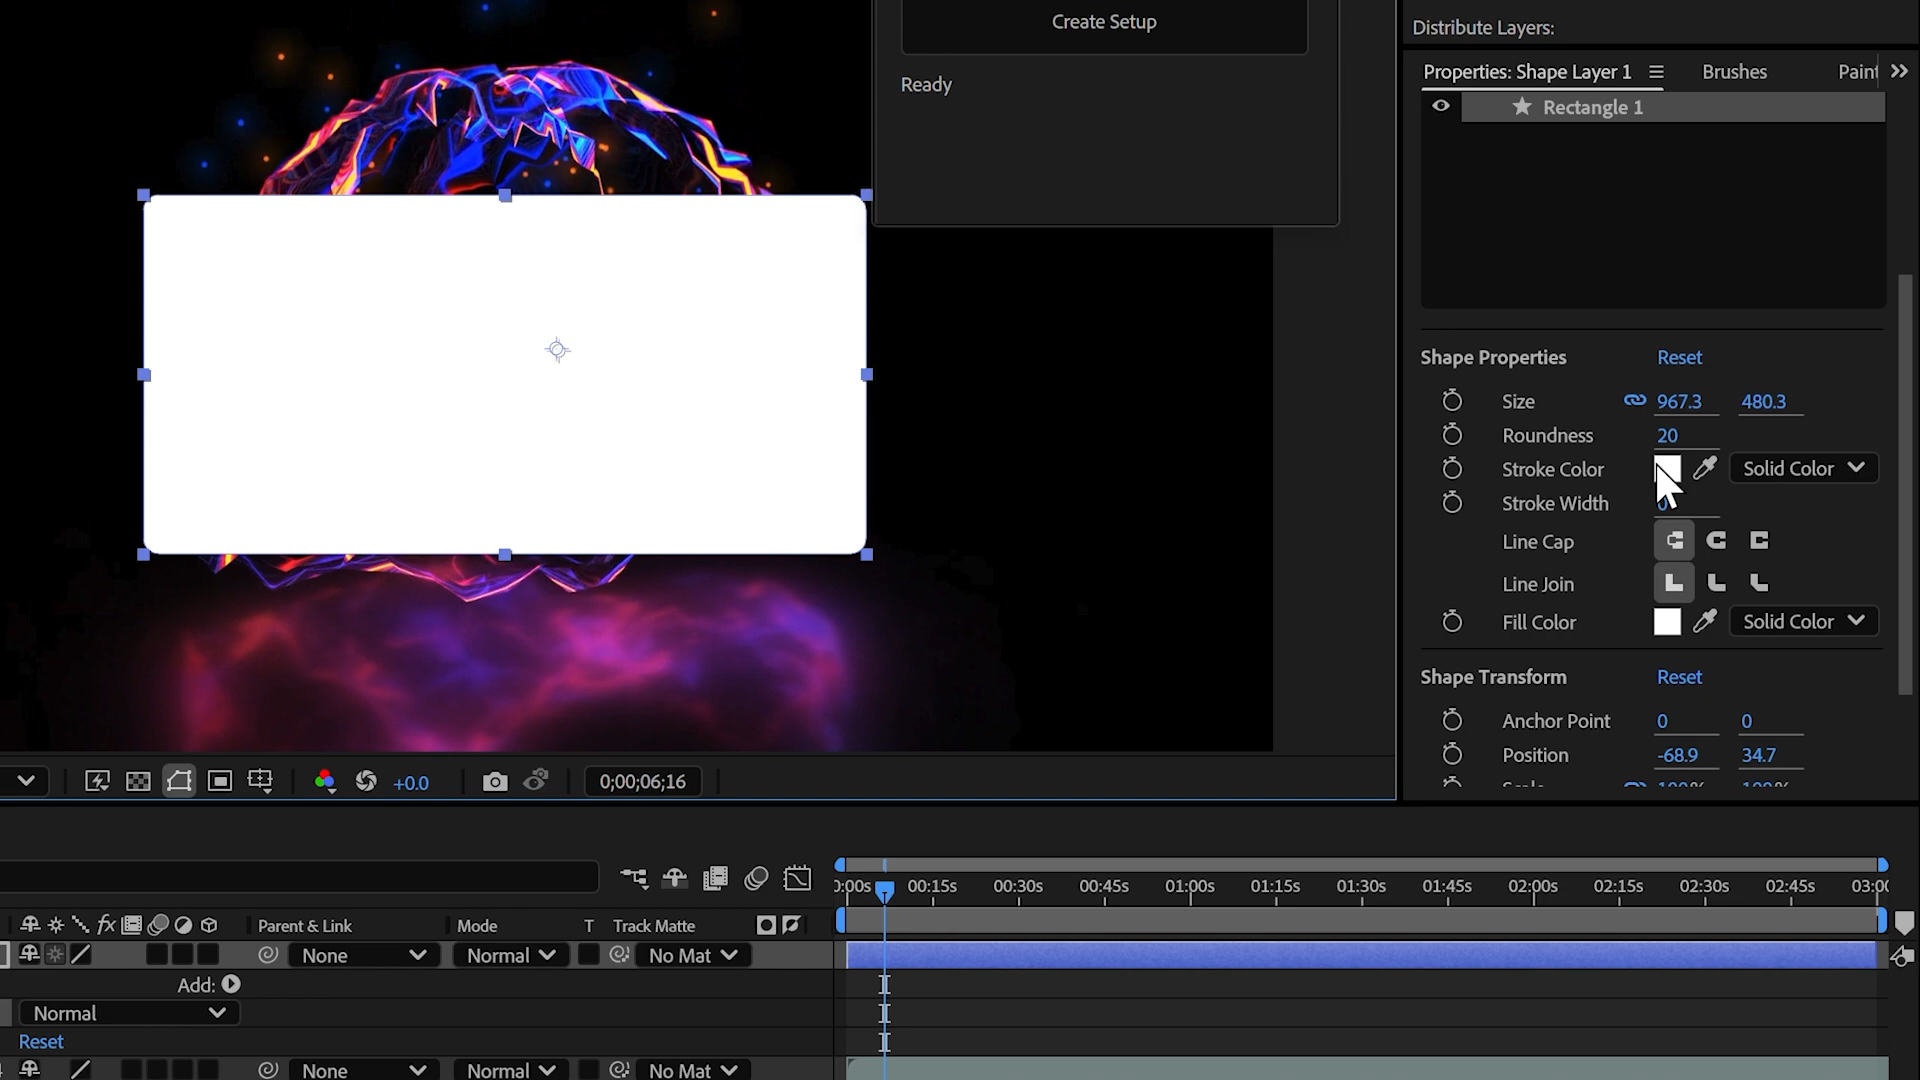 Create Setup
Ready
Distribute Layers:
Properties: Shape Layer 1
Brushes
Paint
Rectangle 1
Shape Properties
Reset
Size
967.3
480.3
Roundness
20
Stroke Color
Solid Color
Stroke Width
0
Line Cap
Line Join
Fill Color
Solid Color
Shape Transform
Reset
Anchor Point
0
0
Position
-68.9
34.7
+0.0
0;00;06;16
0:00s
00:15s
00:30s
00:45s
01:00s
01:15s
01:30s
01:45s
02:00s
02:15s
02:30s
02:45s
03:00
fx
Parent & Link
Mode
T
Track Matte
None
Normal
No Mat
Add:
Normal
Reset
None
Normal
No Mat